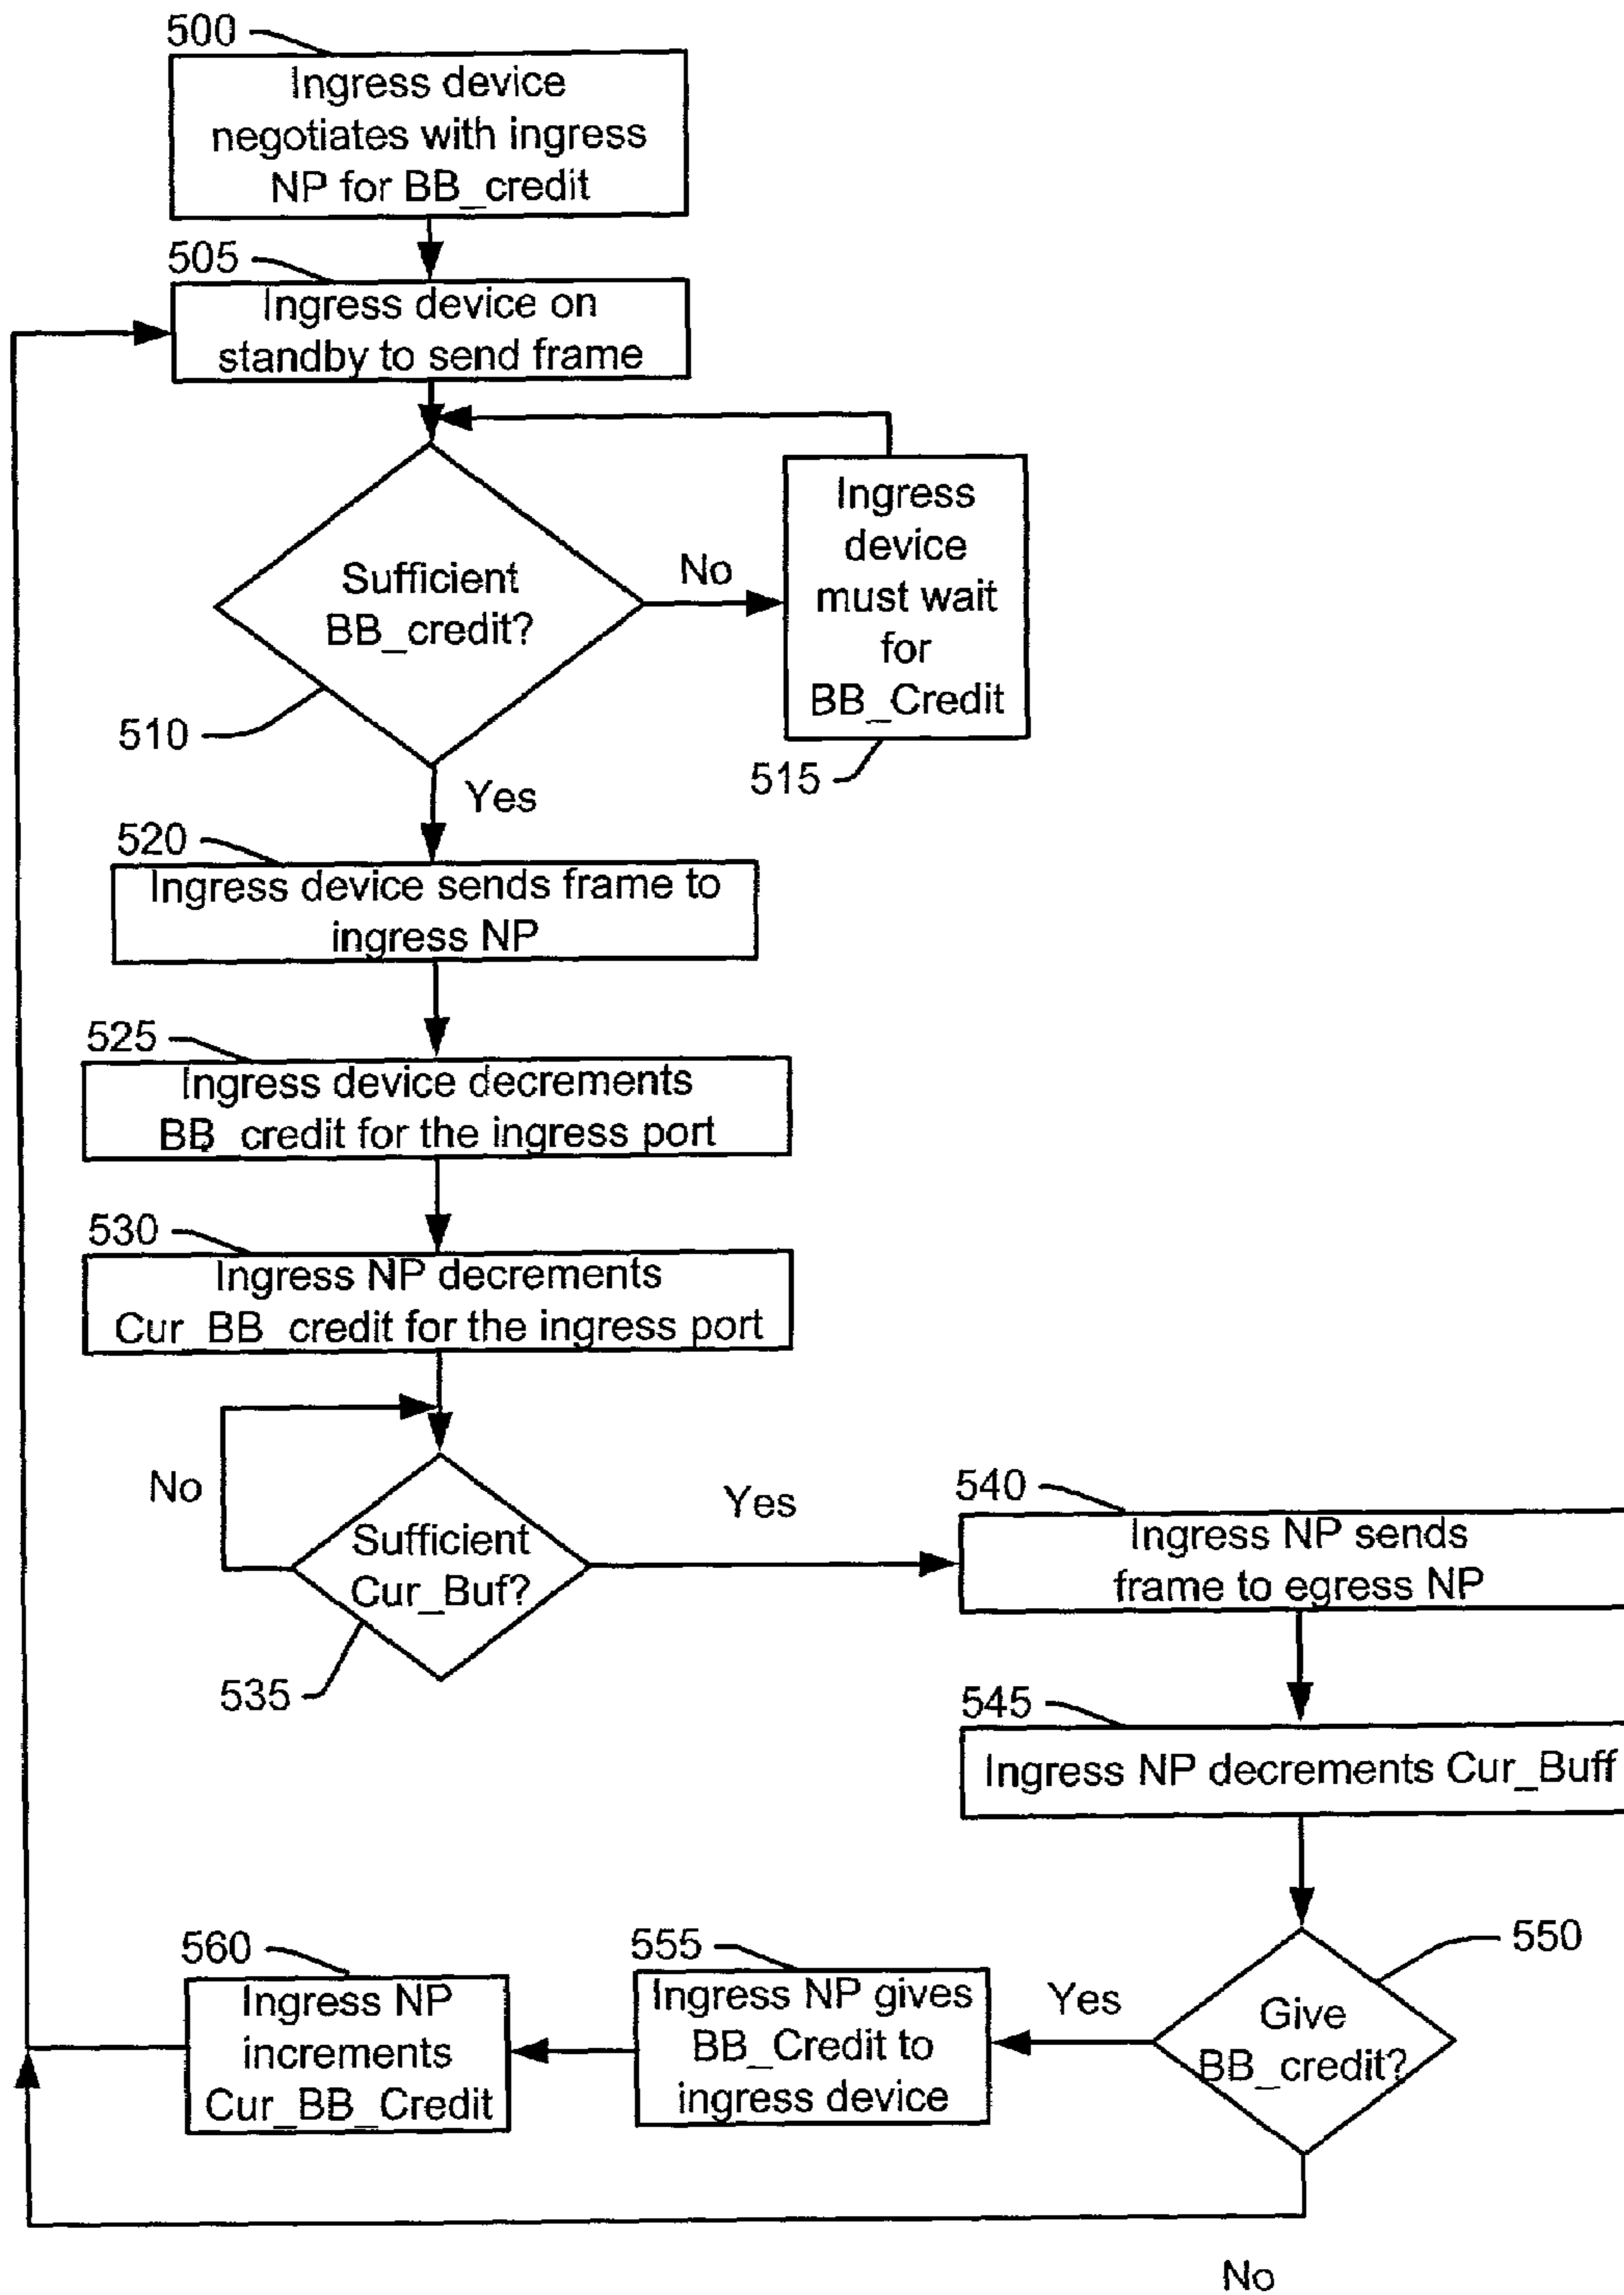 500
Ingress device
negotiates with ingress
NP for BB_credit
505
Ingress device on
standby to send frame
Sufficient
BB_credit?
510
No
Ingress
device
must wait
for
BB_Credit
515
Yes
520
Ingress device sends frame to
ingress NP
525
Ingress device decrements
BB_credit for the ingress port
530
Ingress NP decrements
Cur_BB_credit for the ingress port
No
Sufficient
Cur_Buf?
535
Yes
540
Ingress NP sends
frame to egress NP
545
Ingress NP decrements Cur_Buff
550
Give
BB_credit?
Yes
555
Ingress NP gives
BB_Credit to
ingress device
560
Ingress NP
increments
Cur_BB_Credit
No